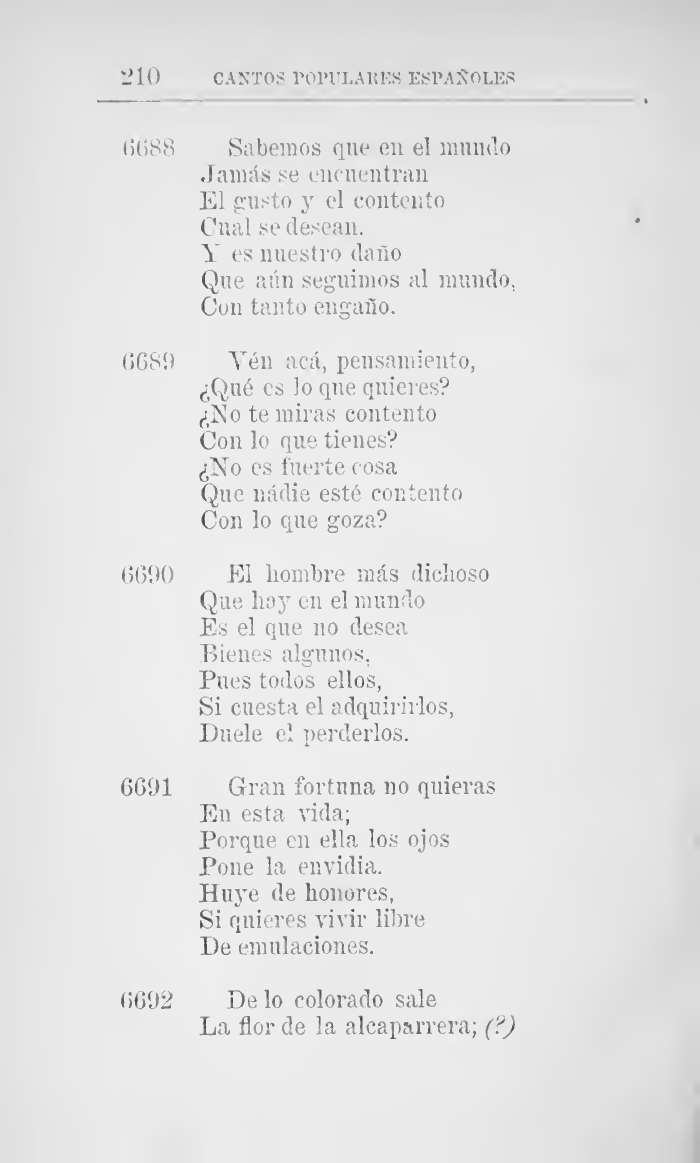 210 CANTOS POPULARES ESPAÑOLES
6688 Sabemos que en el mundo
Jamás se encuentran
El gusto y el contento
Cual se desean.
Y es nuestro daño
Que aún seguimos al mundo,
Con tanto engaño.
6689 Vén acá, pensamiento,
¿Qué es lo que quieres?
¿No te miras contento
Con lo que tienes?
¿No es fuerte cosa
Que nádie esté contento
Con lo que goza?
6690 El hombre más dichoso
Que hay en el mundo
Es el que no desea
Bienes algunos,
Pues todos ellos,
Si cuesta el adquirirlos,
Duele el perderlos.
6691 Gran fortuna no quieras
En esta vida;
Porque en ella los ojos
Pone la envidia.
Huye de honores,
Si quieres vivir libre
De emulaciones.
6692 De lo colorado sale
La flor de la alcaparrera; (?)